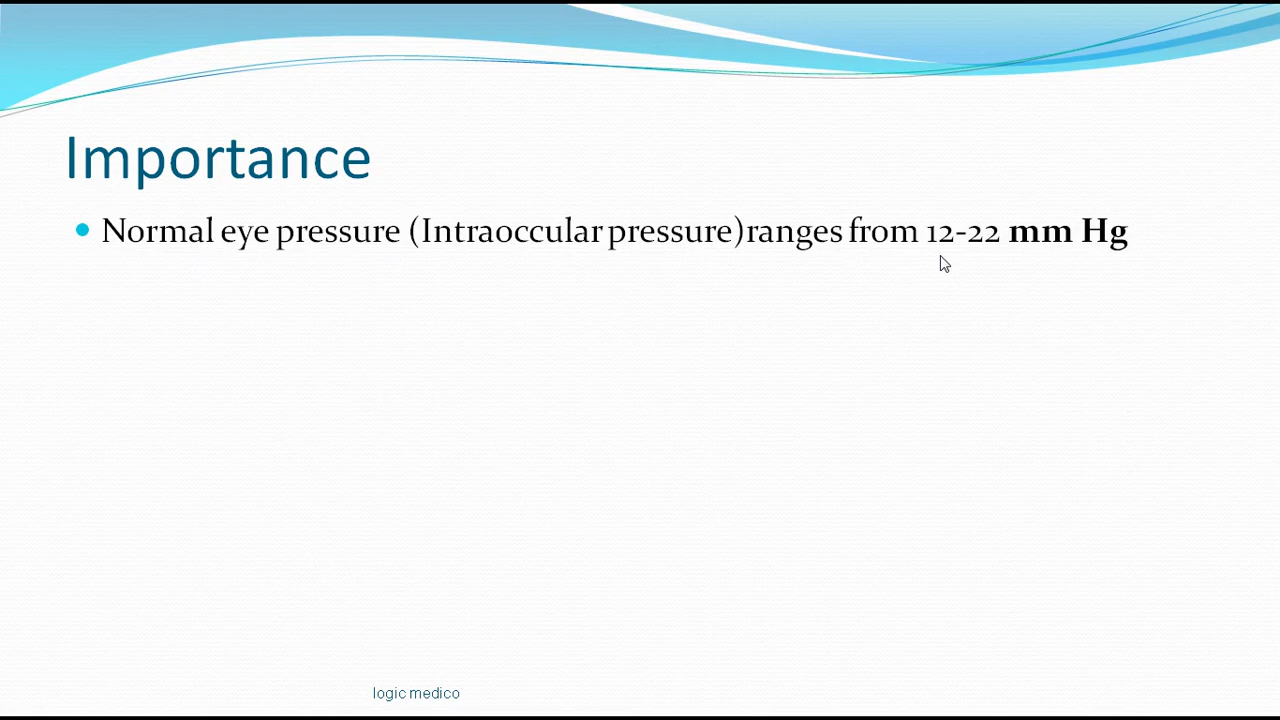 Importance
Normal eye pressure (Intraoccular pressure)ranges from 12-22 mm Hg
logic medico